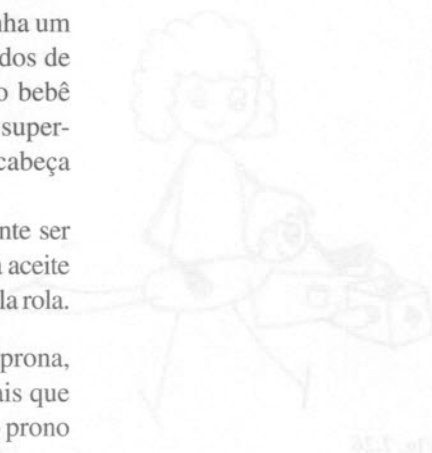 nha um
dos de
o bebê
super-
cabeça
nte ser
a aceite
la rola.
prona,
ais que
prono